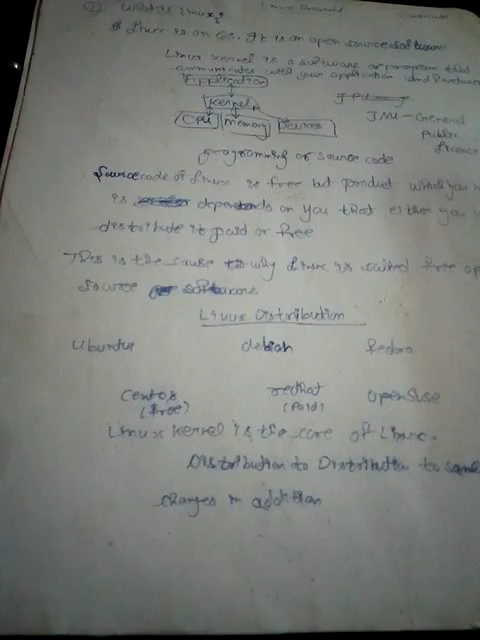 What is Linux?
Linux is an OS. It is an open source software
Linux kernel is a software or program that
communicates with your application and hardware
Application
Kernel
CPU Memory Devices
JNU - General
Public
licence
programming or source code
Source code of Linux is free but product which you
is depends on you that either you
distribute it paid or free
This is the cause why Linux is called free
source software
Linux Distribution
Ubuntu debian fedora
Centos redhat opensuse
(free) (Paid)
Linux kernel is the core of Linux.
Distribution to Distribution to same
changes in addition